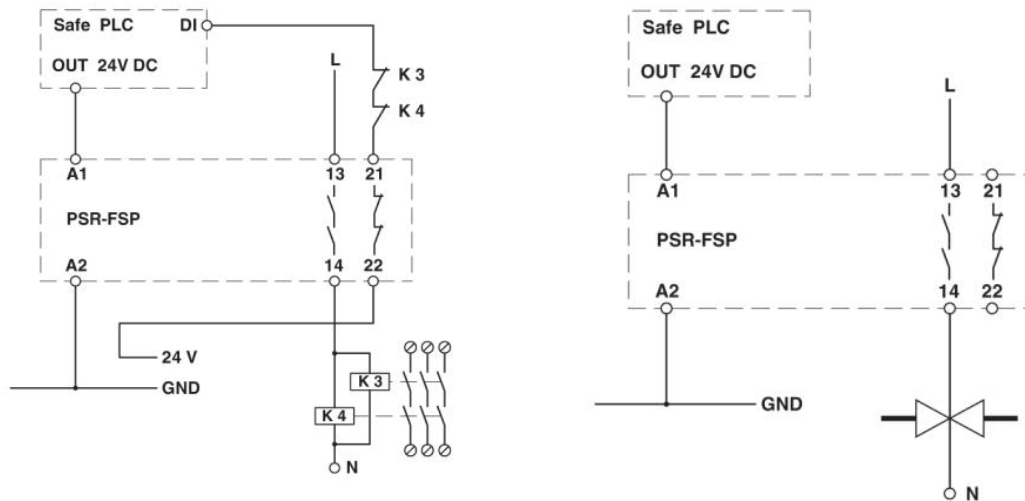 Safe PLC DI
OUT 24V DC
L
K 3
K 4
A1
13 21
PSR-FSP
A2
14 22
24 V
GND
K 3
K 4
N
Safe PLC
OUT 24V DC
L
A1
13 21
PSR-FSP
A2
14 22
GND
N